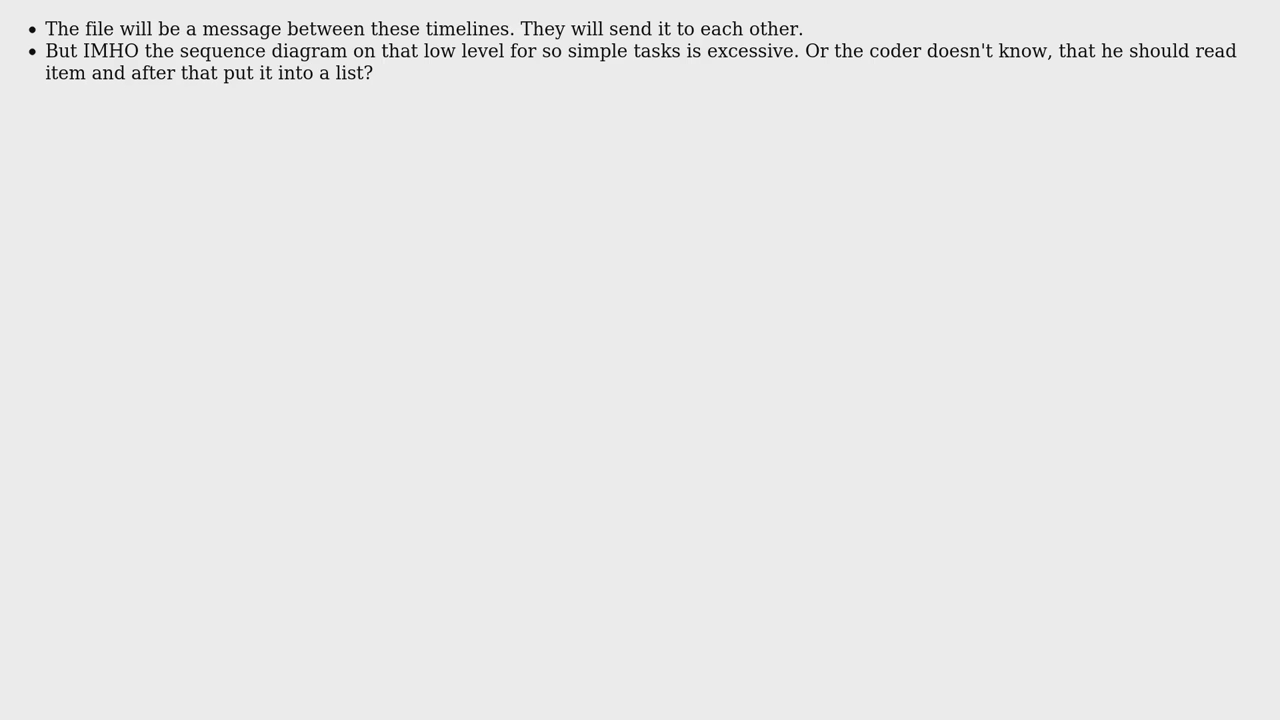 • The file will be a message between these timelines. They will send it to each other.
• But IMHO the sequence diagram on that low level for so simple tasks is excessive. Or the coder doesn't know, that he should read
item and after that put it into a list?